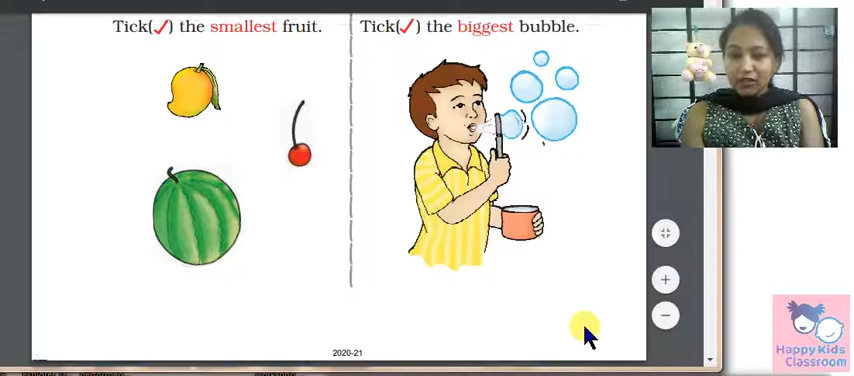 Tick(✓) the smallest fruit.
Tick(✓) the biggest bubble.
2020-21
Happy Kids
Classroom